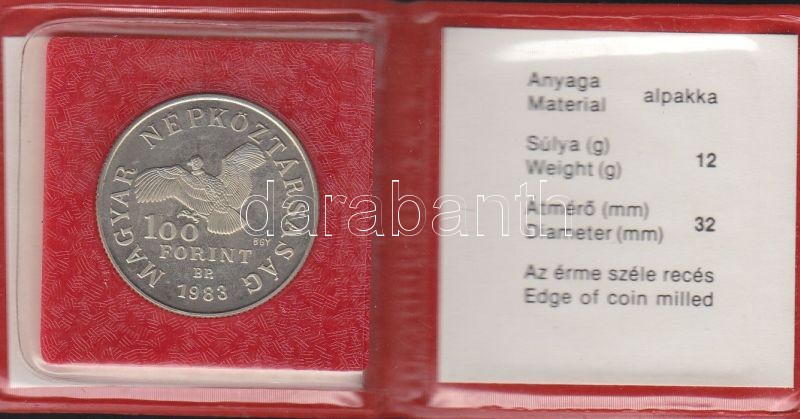 MAGYAR NÉPKÖZTÁRSASÁG
100
FORINT
BGY
BP.
1983
Anyaga
Material alpakka
Súlya (g)
Weight (g) 12
Átmérő (mm)
Diameter (mm) 32
Az érme széle recés
Edge of coin milled
darabanth